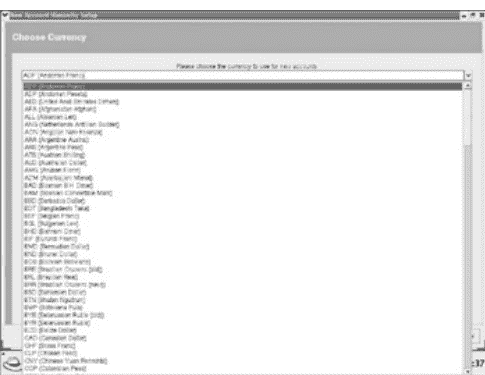 New Account Hierarchy Setup
Choose Currency
Please choose the currency to use for new accounts.
ADF (Andorran Franc)
ADF (Andorran Franc)
ADP (Andorran Peseta)
AED (United Arab Emirates Dirham)
AFA (Afghanistan Afghani)
ALL (Albanian Lek)
ANG (Netherlands Antillian Guilder)
AON (Angolan New Kwanza)
ARA (Argentine Austral)
ARS (Argentine Peso)
ATS (Austrian Shilling)
AUD (Australian Dollar)
AWG (Aruban Florin)
AZM (Azerbaijan Manat)
BAD (Bosnian B.H. Dinar)
BAM (Bosnian Convertible Mark)
BBD (Barbados Dollar)
BDT (Bangladesh Taka)
BEF (Belgian Franc)
BGL (Bulgarian Lev)
BHD (Bahraini Dinar)
BIF (Burundi Franc)
BMD (Bermudian Dollar)
BND (Brunei Dollar)
BOB (Bolivian Boliviano)
BRE (Brazilian Cruzeiro (old))
BRL (Brazilian Real)
BRR (Brazilian Cruzeiro (new))
BSD (Bahamian Dollar)
BTN (Bhutan Ngultrum)
BWP (Botswana Pula)
BYB (Belarussian Ruble (old))
BYR (Belarussian Ruble)
BZD (Belize Dollar)
CAD (Canadian Dollar)
CHF (Swiss Franc)
CLP (Chilean Peso)
CNY (Chinese Yuan Renminbi)
COP (Colombian Peso)
:37